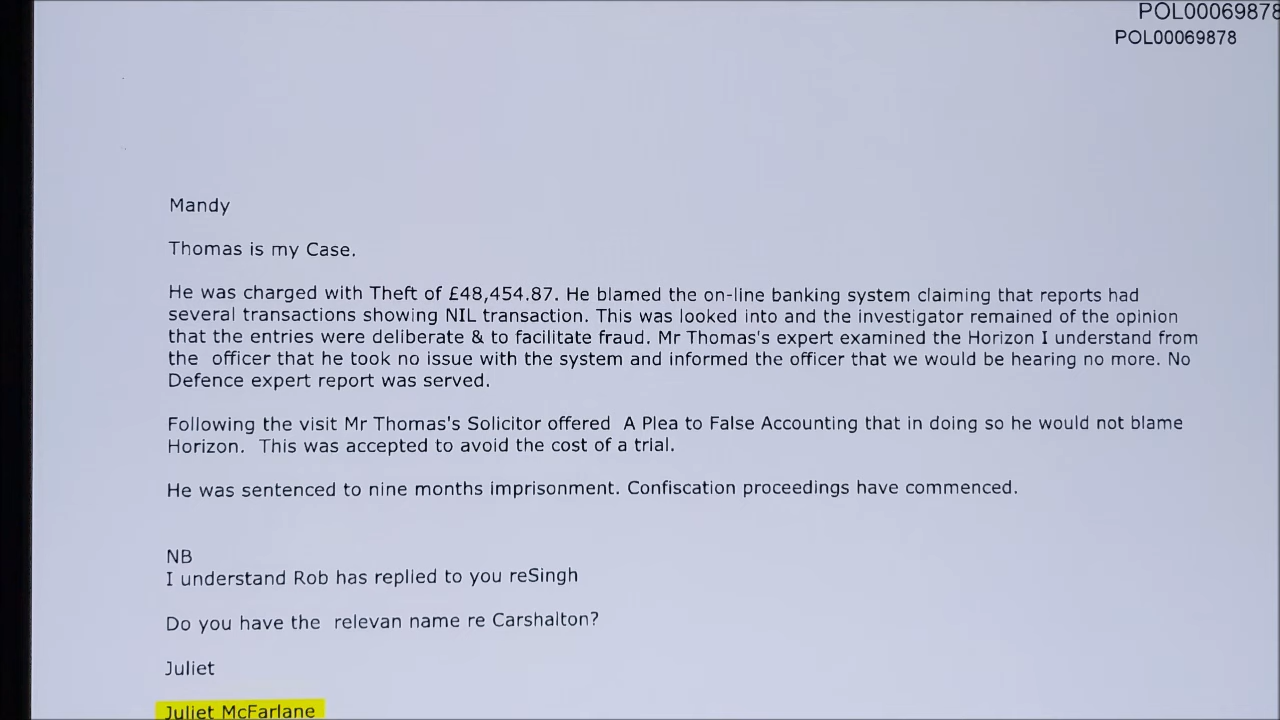 POL00069878
POL00069878
Mandy
Thomas is my Case.
He was charged with Theft of £48,454.87. He blamed the on-line banking system claiming that reports had
several transactions showing NIL transaction. This was looked into and the investigator remained of the opinion
that the entries were deliberate & to facilitate fraud. Mr Thomas's expert examined the Horizon I understand from
the officer that he took no issue with the system and informed the officer that we would be hearing no more. No
Defence expert report was served.
Following the visit Mr Thomas's Solicitor offered A Plea to False Accounting that in doing so he would not blame
Horizon. This was accepted to avoid the cost of a trial.
He was sentenced to nine months imprisonment. Confiscation proceedings have commenced.
NB
I understand Rob has replied to you reSingh
Do you have the relevan name re Carshalton?
Juliet
Juliet McFarlane